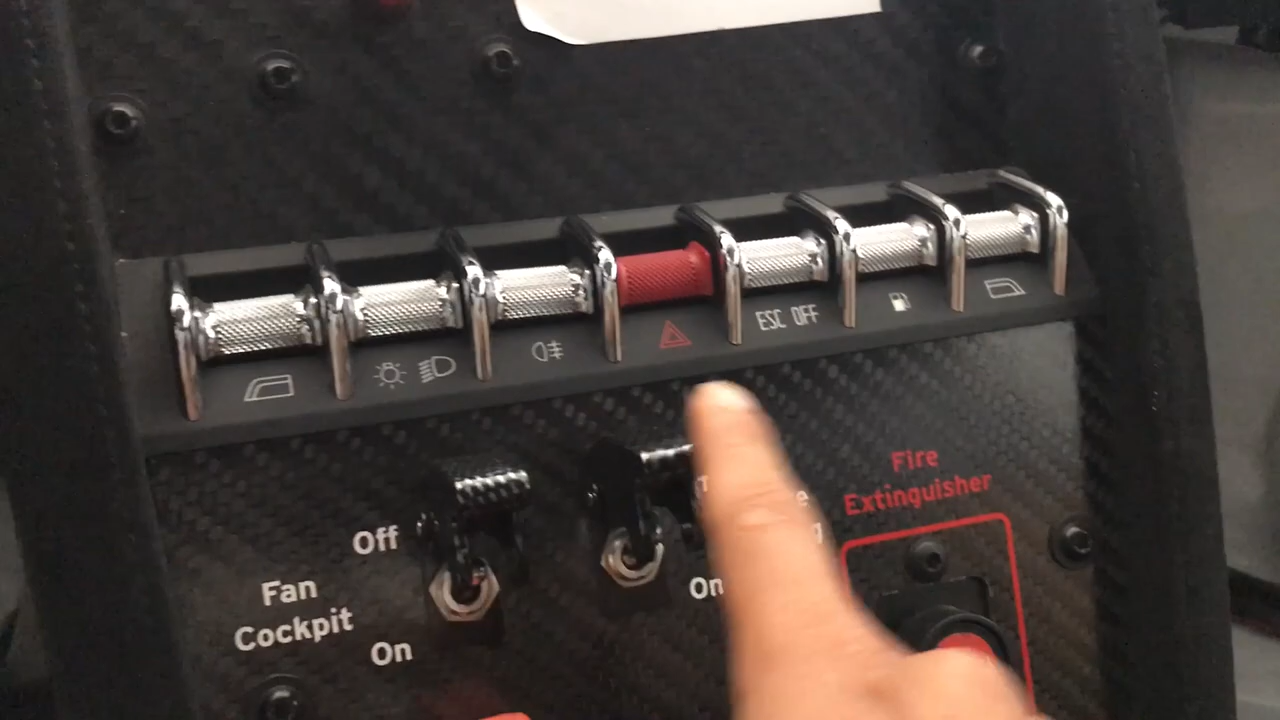 ESC OFF
Fire
Extinguisher
Off
On
Fan
Cockpit
On